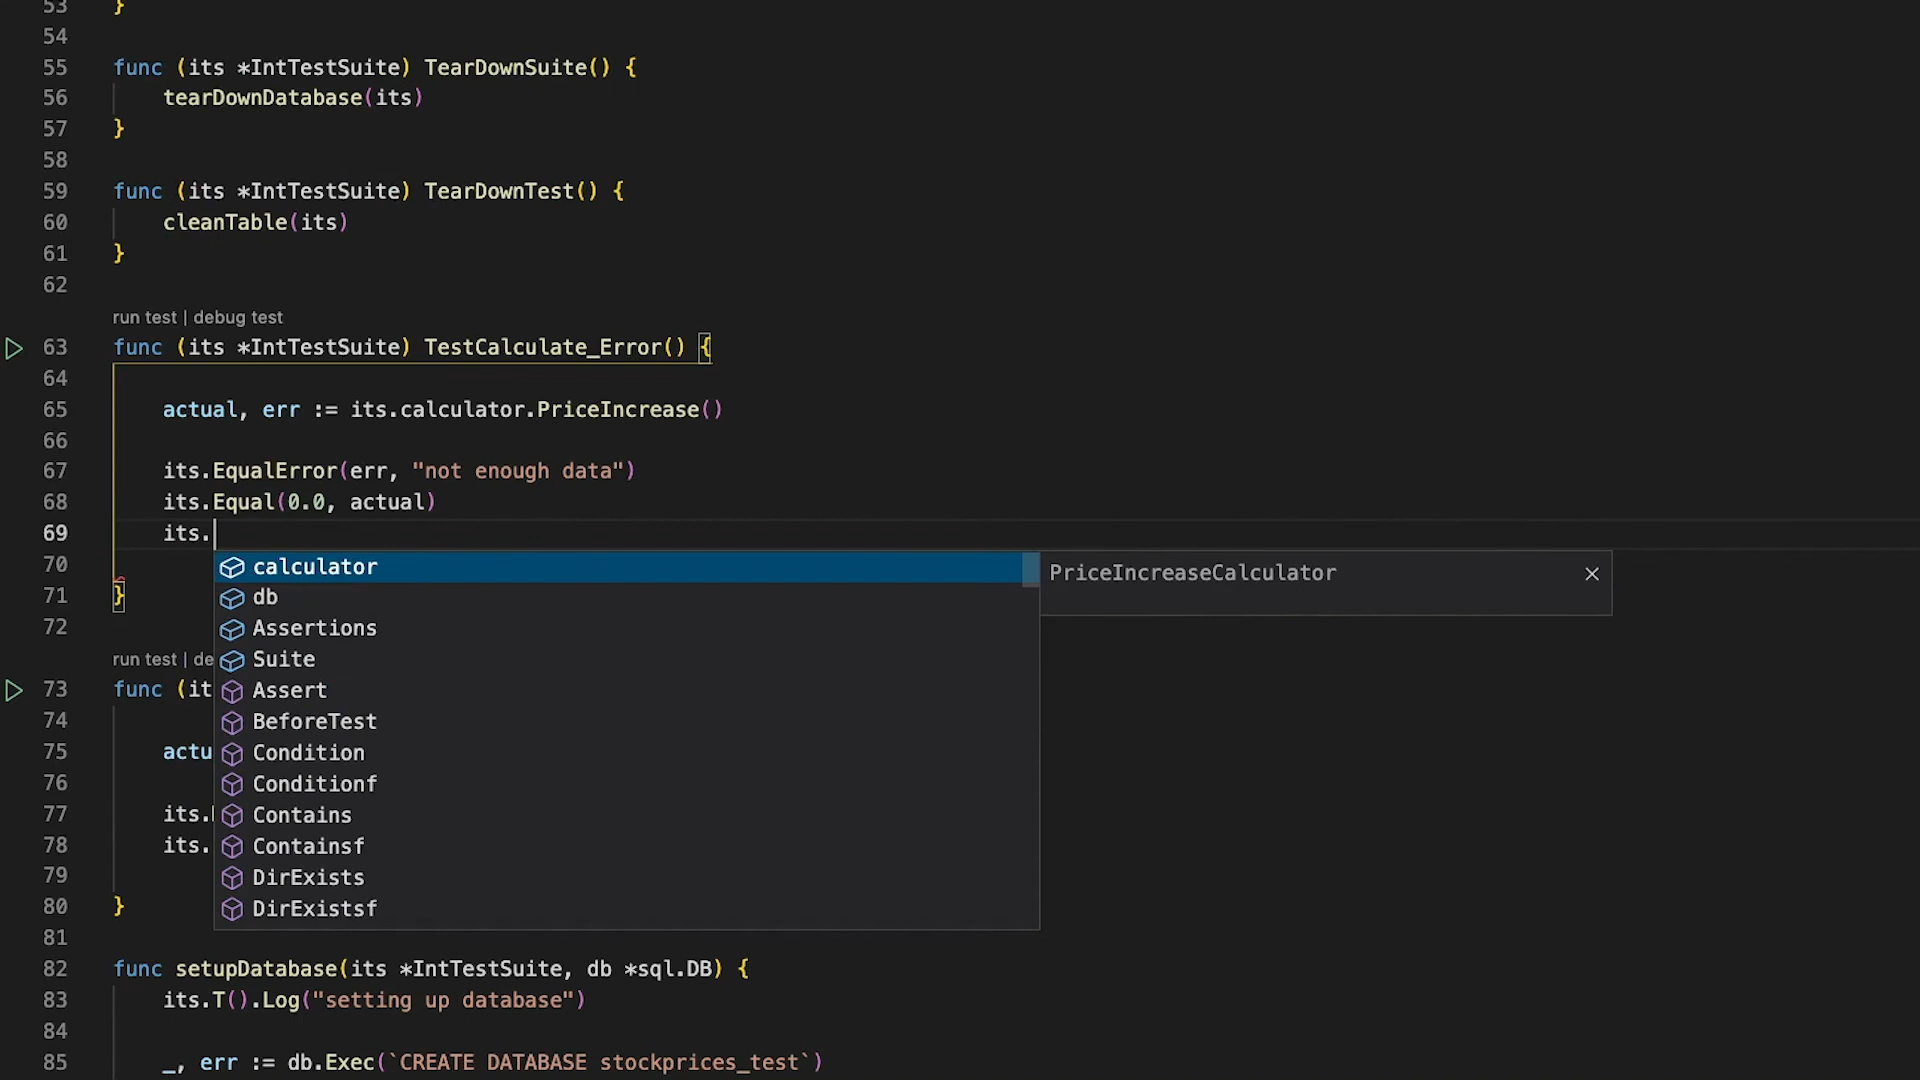 53 }
54
55 func (its *IntTestSuite) TearDownSuite() {
56 tearDownDatabase(its)
57 }
58
59 func (its *IntTestSuite) TearDownTest() {
60 cleanTable(its)
61 }
62
run test | debug test
63 func (its *IntTestSuite) TestCalculate_Error() {
64
65 actual, err := its.calculator.PriceIncrease()
66
67 its.EqualError(err, "not enough data")
68 its.Equal(0.0, actual)
69 its.
70
calculator
PriceIncreaseCalculator
db
71 }
Assertions
72
Suite
run test | de
73 func (it
Assert
74
BeforeTest
75 actu
Condition
76
Conditionf
77 its.
Contains
78 its.
Containsf
79
DirExists
80 }
DirExistsf
81
82 func setupDatabase(its *IntTestSuite, db *sql.DB) {
83 its.T().Log("setting up database")
84
85 _, err := db.Exec(`CREATE DATABASE stockprices_test`)